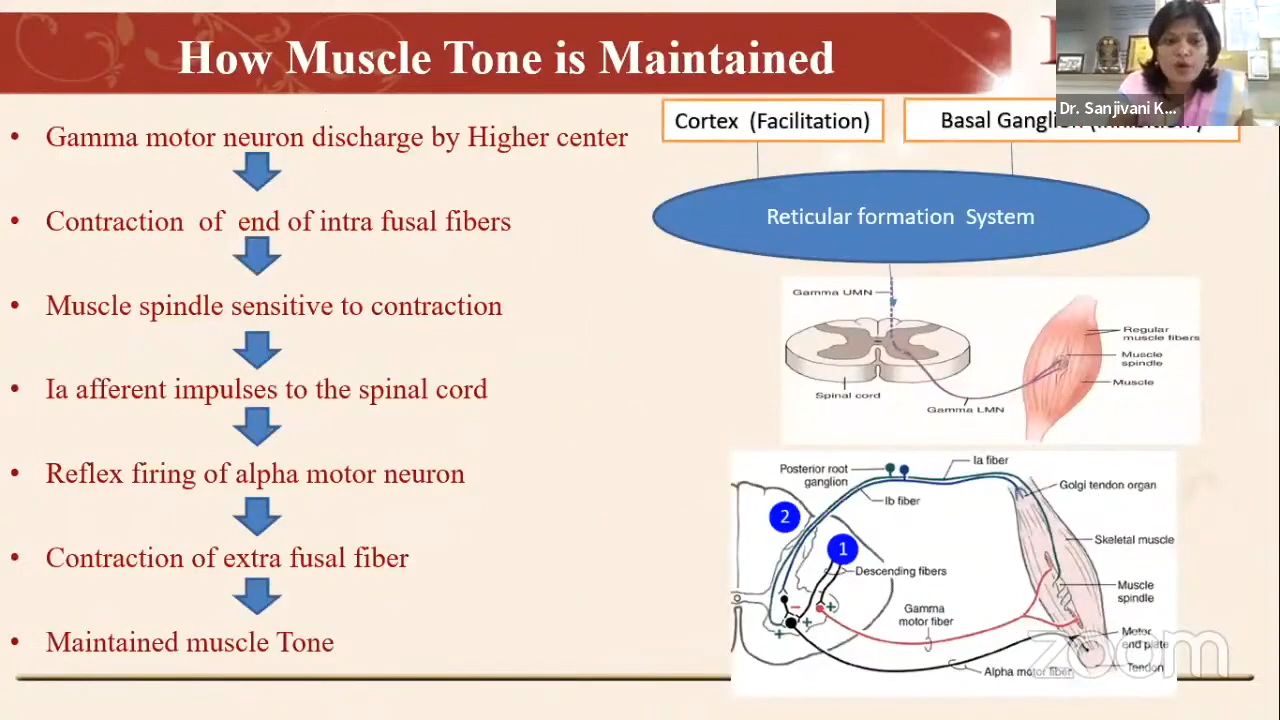 How Muscle Tone is Maintained
Dr. Sanjivani K...
• Gamma motor neuron discharge by Higher center
• Contraction of end of intra fusal fibers
• Muscle spindle sensitive to contraction
• Ia afferent impulses to the spinal cord
• Reflex firing of alpha motor neuron
• Contraction of extra fusal fiber
• Maintained muscle Tone
Cortex (Facilitation)
Basal
Reticular formation System
Gamma UMN
Regular
muscle fibers
Muscle
spindle
Muscle
Spinal cord
Gamma LMN
Posterior root
ganglion
Ia fiber
Ib fiber
Golgi tendon organ
2
1
Skeletal muscle
Descending fibers
Muscle
spindle
Gamma
motor fiber
Motor
end plate
Tendon
Alpha motor fiber
zoom